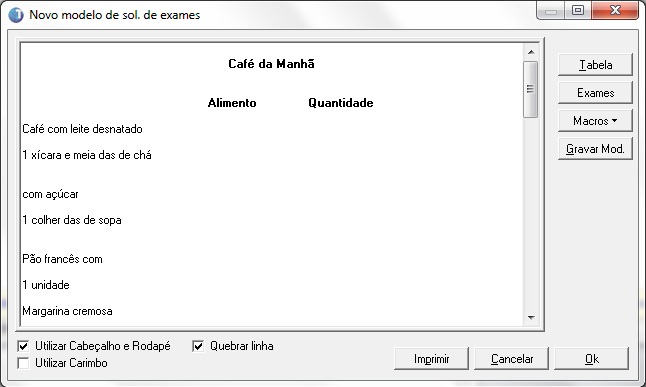 Novo modelo de sol. de exames
Café da Manhã
Alimento Quantidade
Café com leite desnatado
1 xícara e meia das de chá
com açúcar
1 colher das de sopa
Pão francês com
1 unidade
Margarina cremosa
Tabela
Exames
Macros
Gravar Mod.
Utilizar Cabeçalho e Rodapé Quebrar linha
Utilizar Carimbo
Imprimir Cancelar Ok